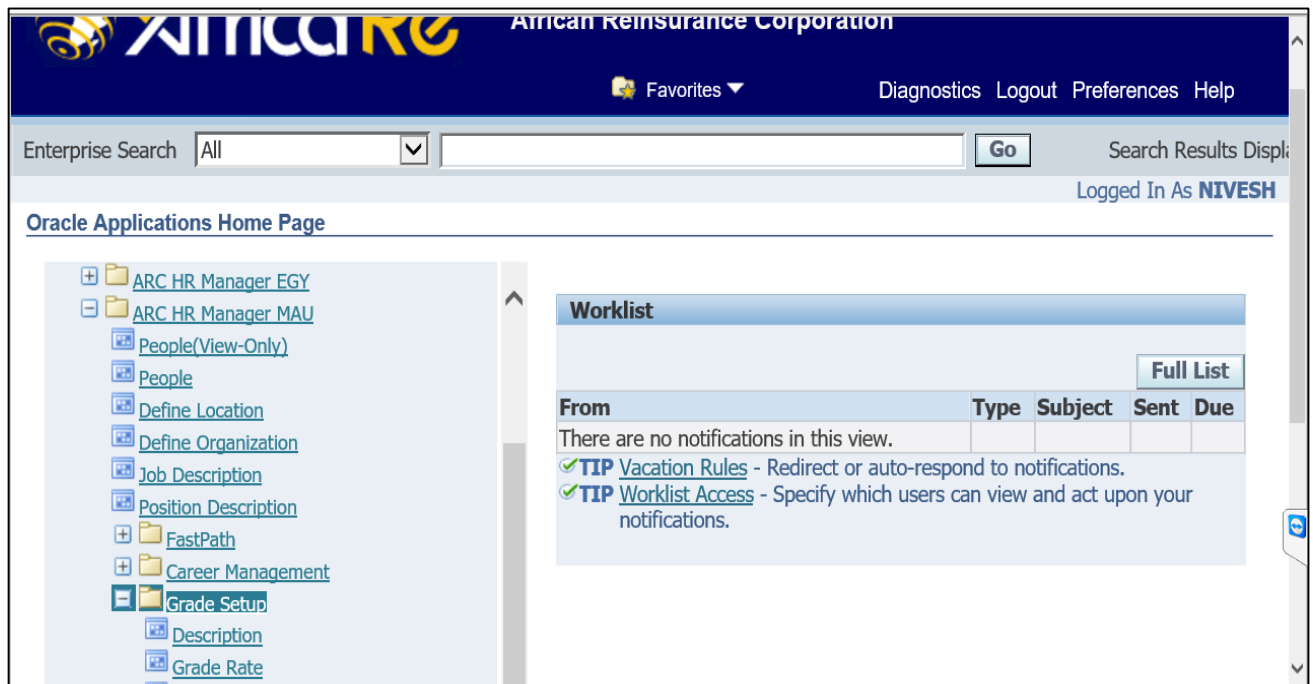 AfricaRe
African Reinsurance Corporation
Favorites
Diagnostics Logout Preferences Help
Enterprise Search All Go Search Results Displa
Logged In As NIVESH
Oracle Applications Home Page
ARC HR Manager EGY
ARC HR Manager MAU
People(View-Only)
People
Define Location
Define Organization
Job Description
Position Description
FastPath
Career Management
Grade Setup
Description
Grade Rate
Worklist
Full List
From Type Subject Sent Due
There are no notifications in this view.
TIP Vacation Rules - Redirect or auto-respond to notifications.
TIP Worklist Access - Specify which users can view and act upon your
notifications.